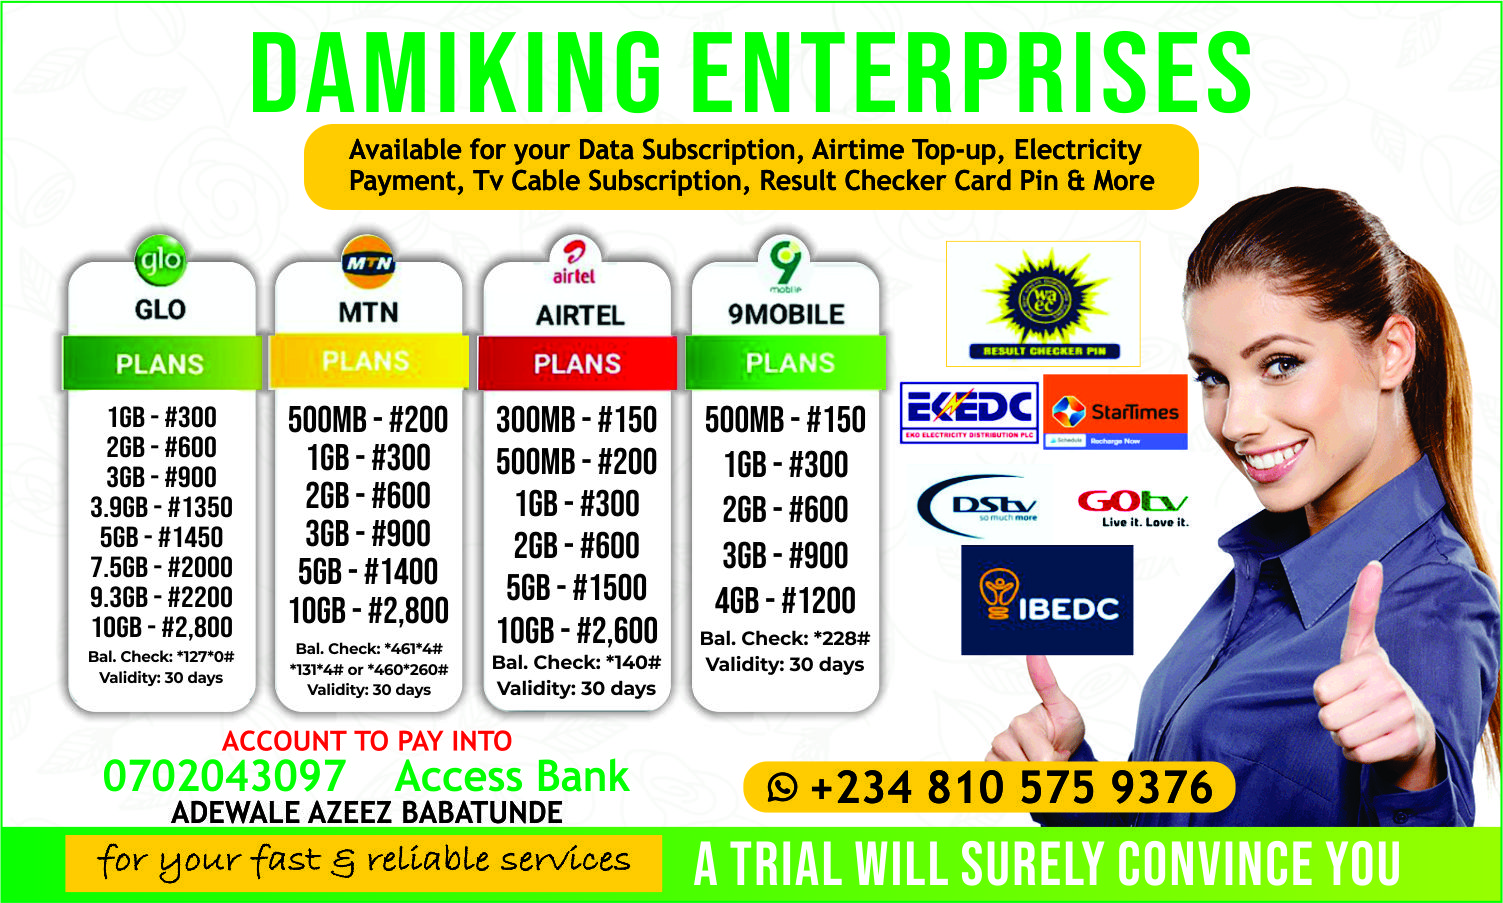 DAMIKING ENTERPRISES
Available for your Data Subscription, Airtime Top-up, Electricity
Payment, Tv Cable Subscription, Result Checker Card Pin & More
glo
GLO
PLANS
1GB - #300
2GB - #600
3GB - #900
3.9GB - #1350
5GB - #1450
7.5GB - #2000
9.3GB - #2200
10GB - #2,800
Bal. Check: *127*0#
Validity: 30 days
MTN
MTN
PLANS
500MB - #200
1GB - #300
2GB - #600
3GB - #900
5GB - #1400
10GB - #2,800
Bal. Check: *461*4#
*131*4# or *460*260#
Validity: 30 days
airtel
AIRTEL
PLANS
300MB - #150
500MB - #200
1GB - #300
2GB - #600
5GB - #1500
10GB - #2,600
Bal. Check: *140#
Validity: 30 days
9
mobile
9MOBILE
PLANS
500MB - #150
1GB - #300
2GB - #600
3GB - #900
4GB - #1200
Bal. Check: *228#
Validity: 30 days
wa
ec
RESULT CHECKER PIN
EKEDC
EKO ELECTRICITY DISTRIBUTION PLC
StarTimes
Schedule Recharge Now
DStv
so much more
GOtv
Live it. Love it.
IBEDC
ACCOUNT TO PAY INTO
0702043097 Access Bank
ADEWALE AZEEZ BABATUNDE
+234 810 575 9376
for your fast & reliable services
A TRIAL WILL SURELY CONVINCE YOU